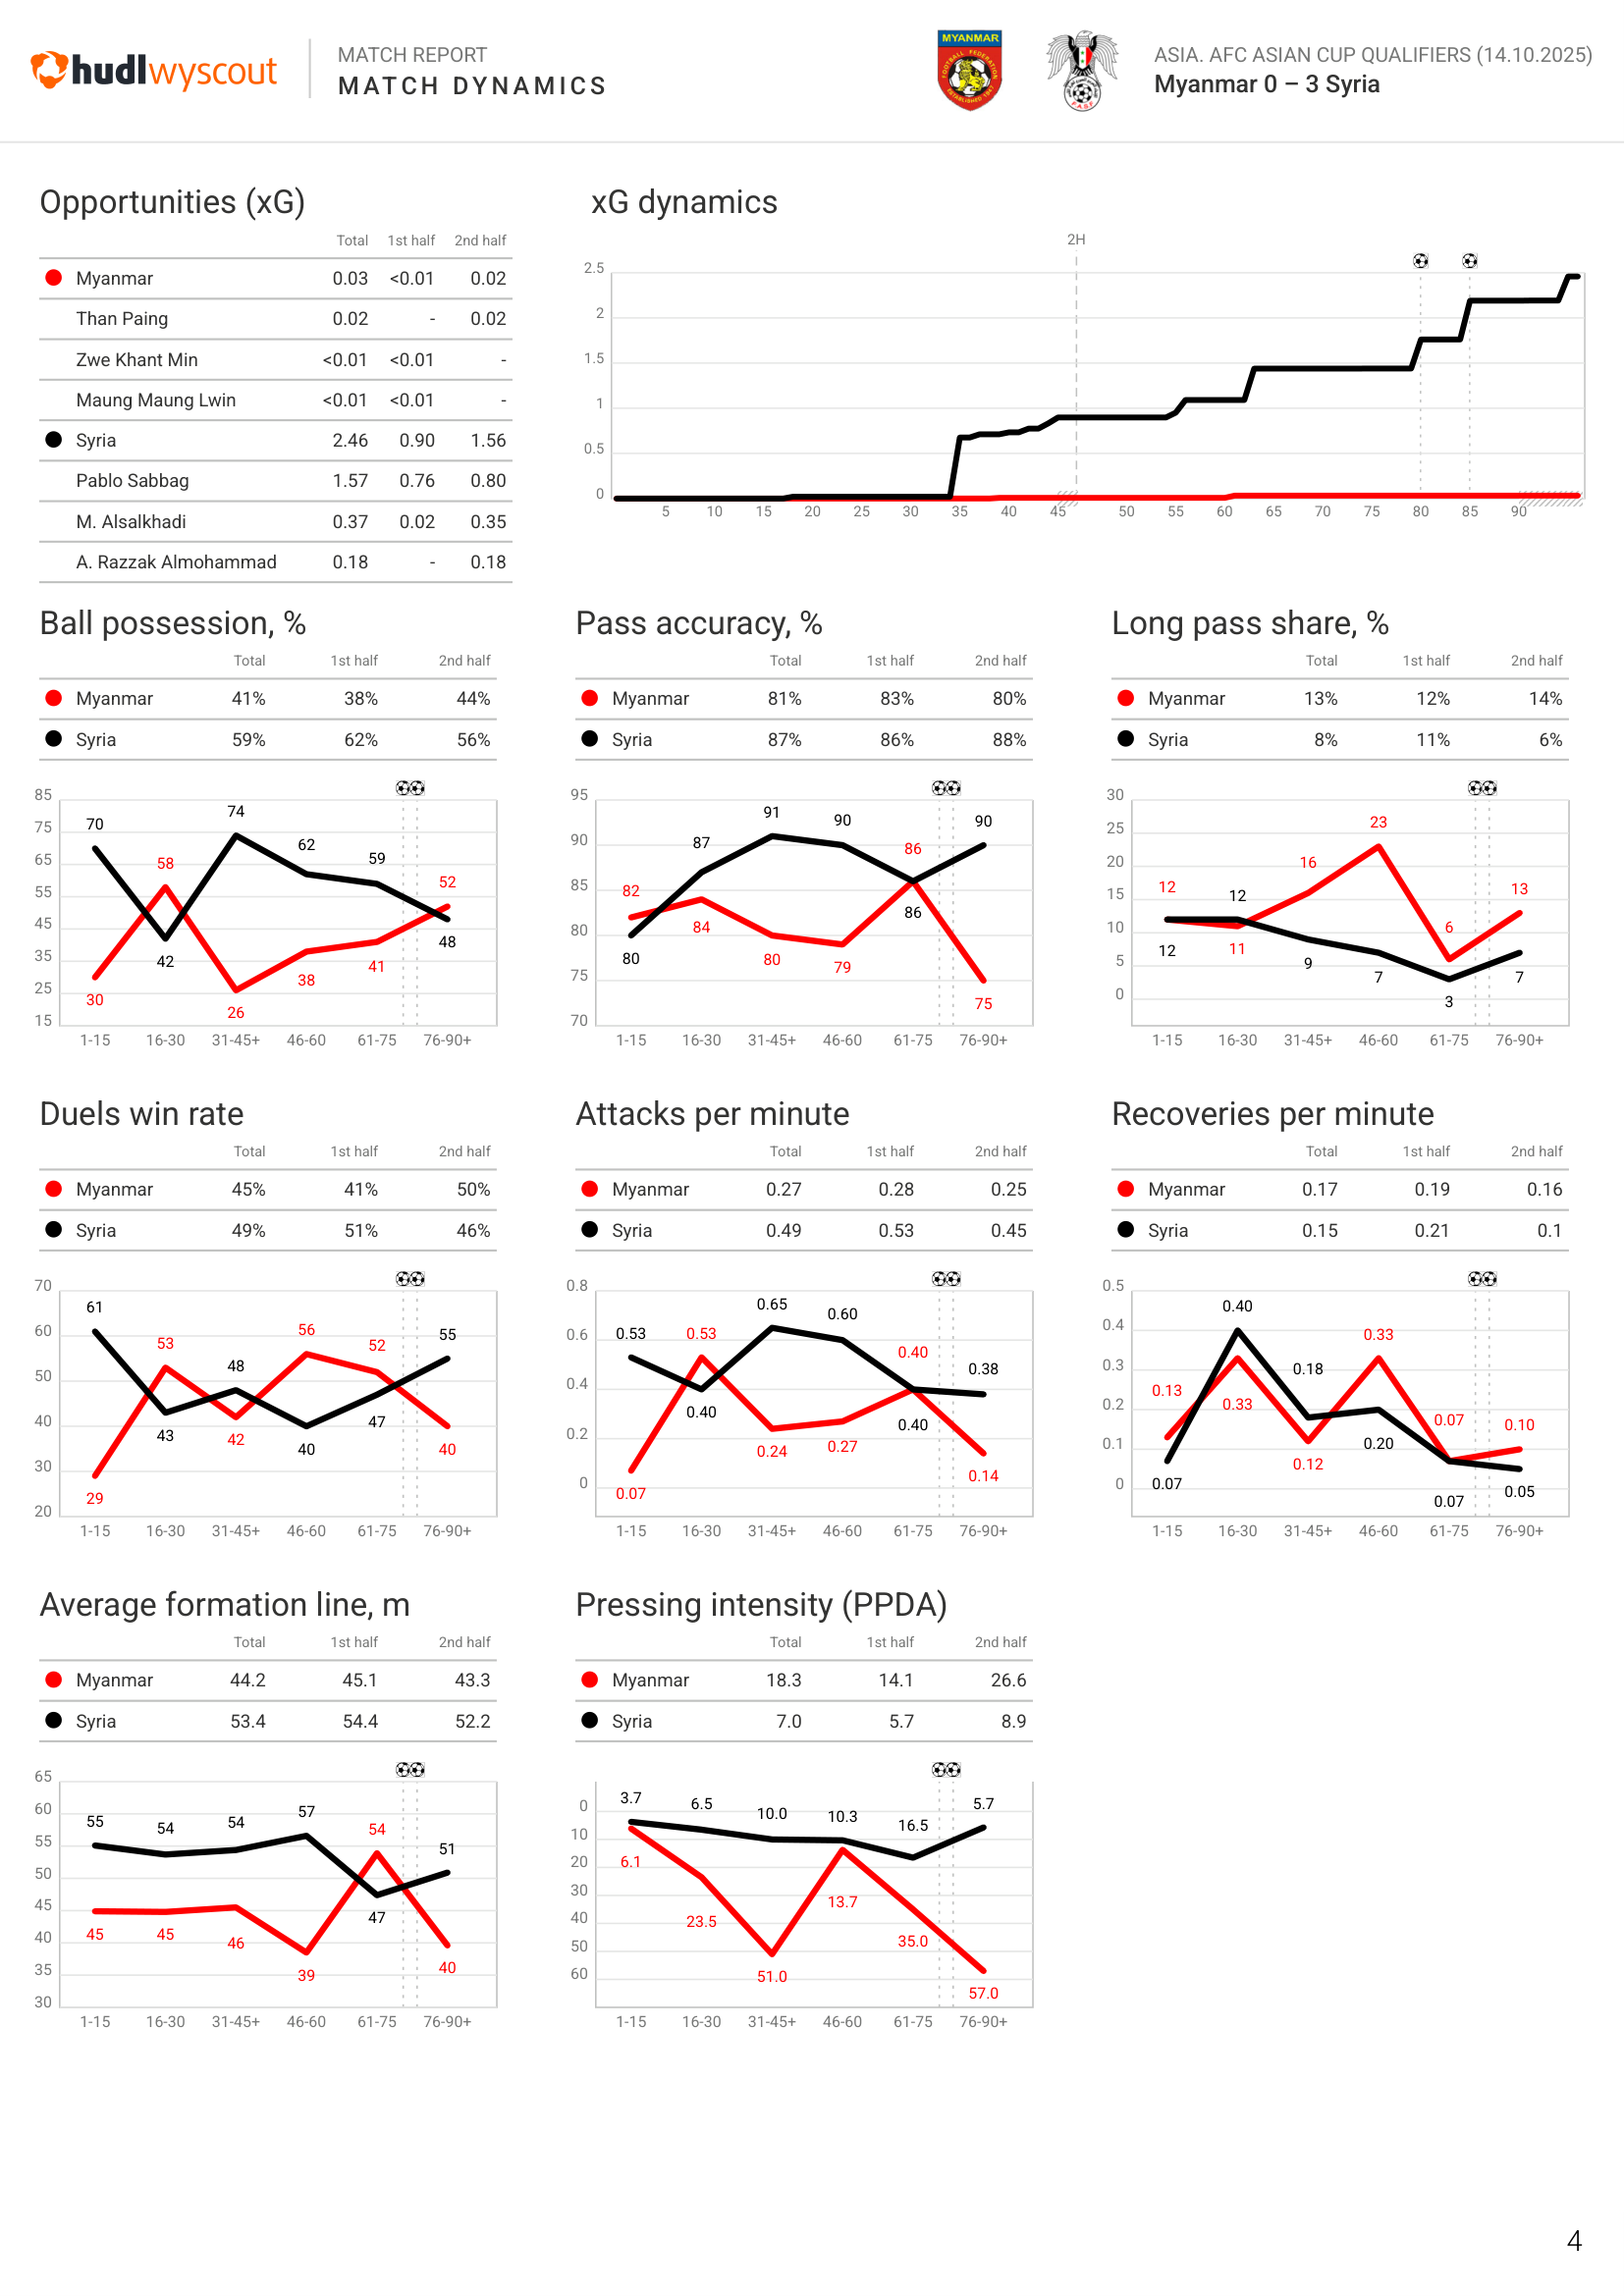 hudl wyscout
MATCH REPORT
MATCH DYNAMICS
MYANMAR
FOOTBALL FEDERATION
ESTABLISHED 1947
F.A.S.F
ASIA. AFC ASIAN CUP QUALIFIERS (14.10.2025)
Myanmar 0 – 3 Syria
Opportunities (xG)
Total 1st half 2nd half
Myanmar 0.03 <0.01 0.02
Than Paing 0.02 - 0.02
Zwe Khant Min <0.01 <0.01 -
Maung Maung Lwin <0.01 <0.01 -
Syria 2.46 0.90 1.56
Pablo Sabbag 1.57 0.76 0.80
M. Alsalkhadi 0.37 0.02 0.35
A. Razzak Almohammad 0.18 - 0.18
xG dynamics
2H
2.5
2
1.5
1
0.5
0
5 10 15 20 25 30 35 40 45 50 55 60 65 70 75 80 85 90
Ball possession, %
Total 1st half 2nd half
Myanmar 41% 38% 44%
Syria 59% 62% 56%
85
75
65
55
45
35
25
15
70 42 74 62 59 48
30 58 26 38 41 52
1-15 16-30 31-45+ 46-60 61-75 76-90+
Pass accuracy, %
Total 1st half 2nd half
Myanmar 81% 83% 80%
Syria 87% 86% 88%
95
90
85
80
75
70
80 87 91 90 86 90
82 84 80 79 86 75
1-15 16-30 31-45+ 46-60 61-75 76-90+
Long pass share, %
Total 1st half 2nd half
Myanmar 13% 12% 14%
Syria 8% 11% 6%
30
25
20
15
10
5
0
12 11 16 23 6 13
12 12 9 7 3 7
1-15 16-30 31-45+ 46-60 61-75 76-90+
Duels win rate
Total 1st half 2nd half
Myanmar 45% 41% 50%
Syria 49% 51% 46%
70
60
50
40
30
20
61 43 48 40 47 55
29 53 42 56 52 40
1-15 16-30 31-45+ 46-60 61-75 76-90+
Attacks per minute
Total 1st half 2nd half
Myanmar 0.27 0.28 0.25
Syria 0.49 0.53 0.45
0.8
0.6
0.4
0.2
0
0.53 0.40 0.65 0.60 0.40 0.38
0.07 0.53 0.24 0.27 0.40 0.14
1-15 16-30 31-45+ 46-60 61-75 76-90+
Recoveries per minute
Total 1st half 2nd half
Myanmar 0.17 0.19 0.16
Syria 0.15 0.21 0.1
0.5
0.4
0.3
0.2
0.1
0
0.13 0.33 0.12 0.33 0.07 0.10
0.07 0.40 0.18 0.20 0.07 0.05
1-15 16-30 31-45+ 46-60 61-75 76-90+
Average formation line, m
Total 1st half 2nd half
Myanmar 44.2 45.1 43.3
Syria 53.4 54.4 52.2
65
60
55
50
45
40
35
30
55 54 54 57 47 51
45 45 46 39 54 40
1-15 16-30 31-45+ 46-60 61-75 76-90+
Pressing intensity (PPDA)
Total 1st half 2nd half
Myanmar 18.3 14.1 26.6
Syria 7.0 5.7 8.9
0
10
20
30
40
50
60
3.7 6.5 10.0 10.3 16.5 5.7
6.1 23.5 51.0 13.7 35.0 57.0
1-15 16-30 31-45+ 46-60 61-75 76-90+
4